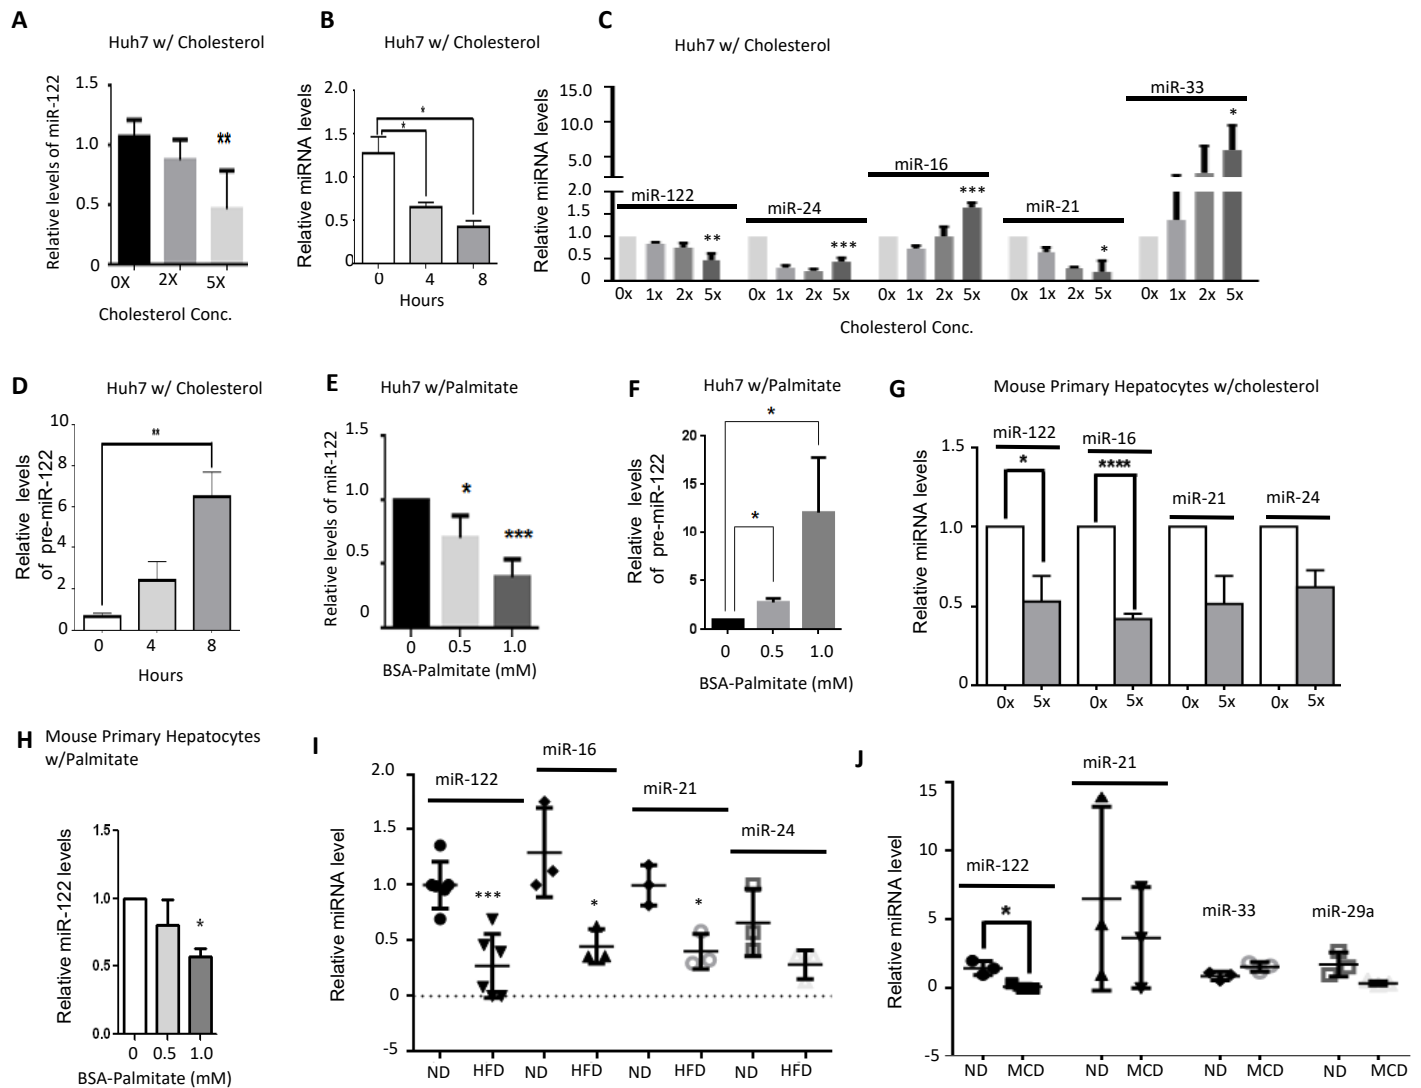 A
Huh7 w/ Cholesterol
Relative levels of miR-122
1.5
1.0
0.5
0
**
0X 2X 5X
Cholesterol Conc.
B
Huh7 w/ Cholesterol
Relative miRNA levels
2.0
1.5
1.0
0.5
0
*
*
0 4 8
Hours
C
Huh7 w/ Cholesterol
Relative miRNA levels
15.0
10.0
5.0
2.0
1.5
1.0
0.5
0
miR-122
miR-24
miR-16
miR-21
miR-33
**
***
***
*
*
0x 1x 2x 5x 0x 1x 2x 5x 0x 1x 2x 5x 0x 1x 2x 5x 0x 1x 2x 5x
Cholesterol Conc.
D
Huh7 w/ Cholesterol
Relative levels
of pre-miR-122
10
8
6
4
2
0
**
0 4 8
Hours
E
Huh7 w/Palmitate
Relative levels of miR-122
1.5
1.0
0.5
0
*
***
0 0.5 1.0
BSA-Palmitate (mM)
F
Huh7 w/Palmitate
Relative levels
of pre-miR-122
20
15
10
5
0
*
*
0 0.5 1.0
BSA-Palmitate (mM)
G
Mouse Primary Hepatocytes w/cholesterol
Relative miRNA levels
1.5
1.0
0.5
0
miR-122
miR-16
miR-21
miR-24
*
****
0x 5x 0x 5x 0x 5x 0x 5x
H
Mouse Primary Hepatocytes
w/Palmitate
Relative miR-122 levels
1.5
1.0
0.5
0.0
*
0 0.5 1.0
BSA-Palmitate (mM)
I
Relative miRNA level
2.0
1.5
1.0
0.5
0
-5
miR-122
miR-16
miR-21
miR-24
***
*
*
ND HFD ND HFD ND HFD ND HFD
J
Relative miRNA level
15
10
5
0
-5
miR-122
miR-21
miR-33
miR-29a
*
ND MCD ND MCD ND MCD ND MCD